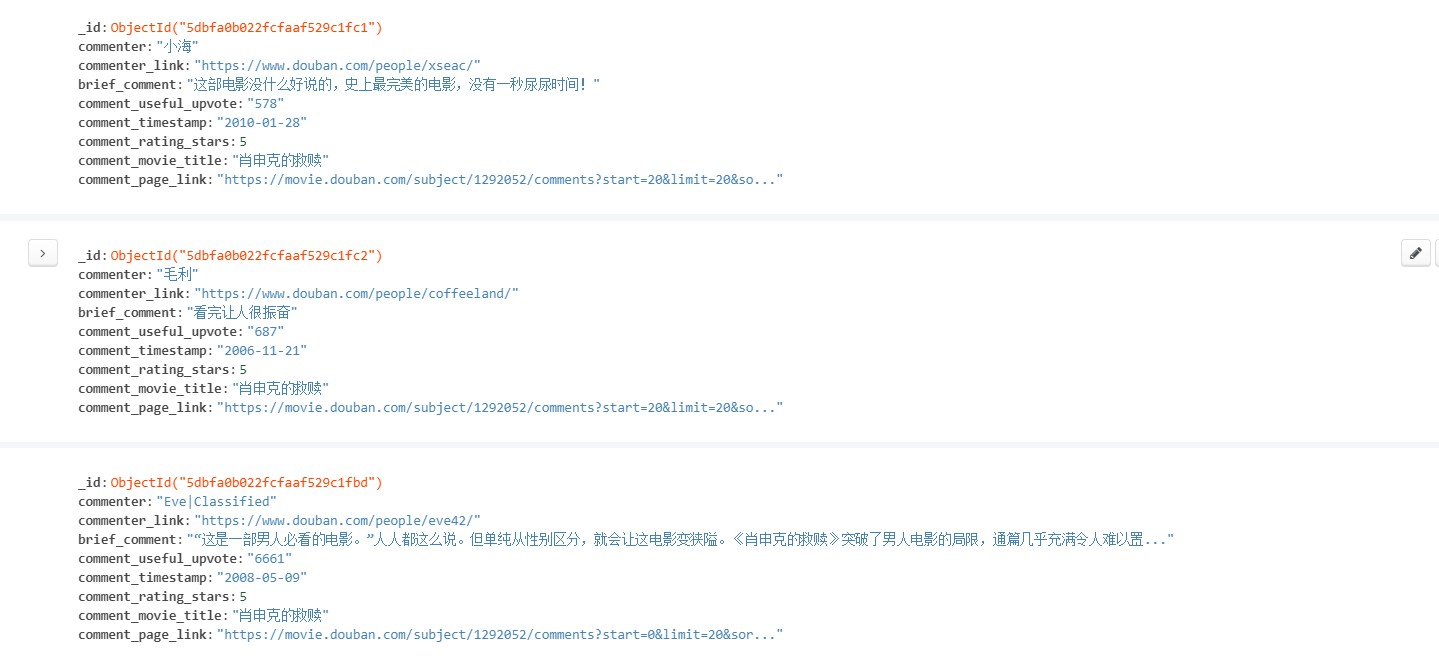 _id: ObjectId("5dbfa0b022fcfaaf529c1fc1")
commenter: "小海"
commenter_link: "https://www.douban.com/people/xseac/"
brief_comment: "这部电影没什么好说的，史上最完美的电影，没有一秒尿尿时间！"
comment_useful_upvote: "578"
comment_timestamp: "2010-01-28"
comment_rating_stars: 5
comment_movie_title: "肖申克的救赎"
comment_page_link: "https://movie.douban.com/subject/1292052/comments?start=20&limit=20&so..."
_id: ObjectId("5dbfa0b022fcfaaf529c1fc2")
commenter: "毛利"
commenter_link: "https://www.douban.com/people/coffeeland/"
brief_comment: "看完让人很振奋"
comment_useful_upvote: "687"
comment_timestamp: "2006-11-21"
comment_rating_stars: 5
comment_movie_title: "肖申克的救赎"
comment_page_link: "https://movie.douban.com/subject/1292052/comments?start=20&limit=20&so..."
_id: ObjectId("5dbfa0b022fcfaaf529c1fbd")
commenter: "Eve|Classified"
commenter_link: "https://www.douban.com/people/eve42/"
brief_comment: "“这是一部男人必看的电影。”人人都这么说。但单纯从性别区分，就会让这电影变狭隘。《肖申克的救赎》突破了男人电影的局限，通篇几乎充满令人难以置..."
comment_useful_upvote: "6661"
comment_timestamp: "2008-05-09"
comment_rating_stars: 5
comment_movie_title: "肖申克的救赎"
comment_page_link: "https://movie.douban.com/subject/1292052/comments?start=0&limit=20&sor..."